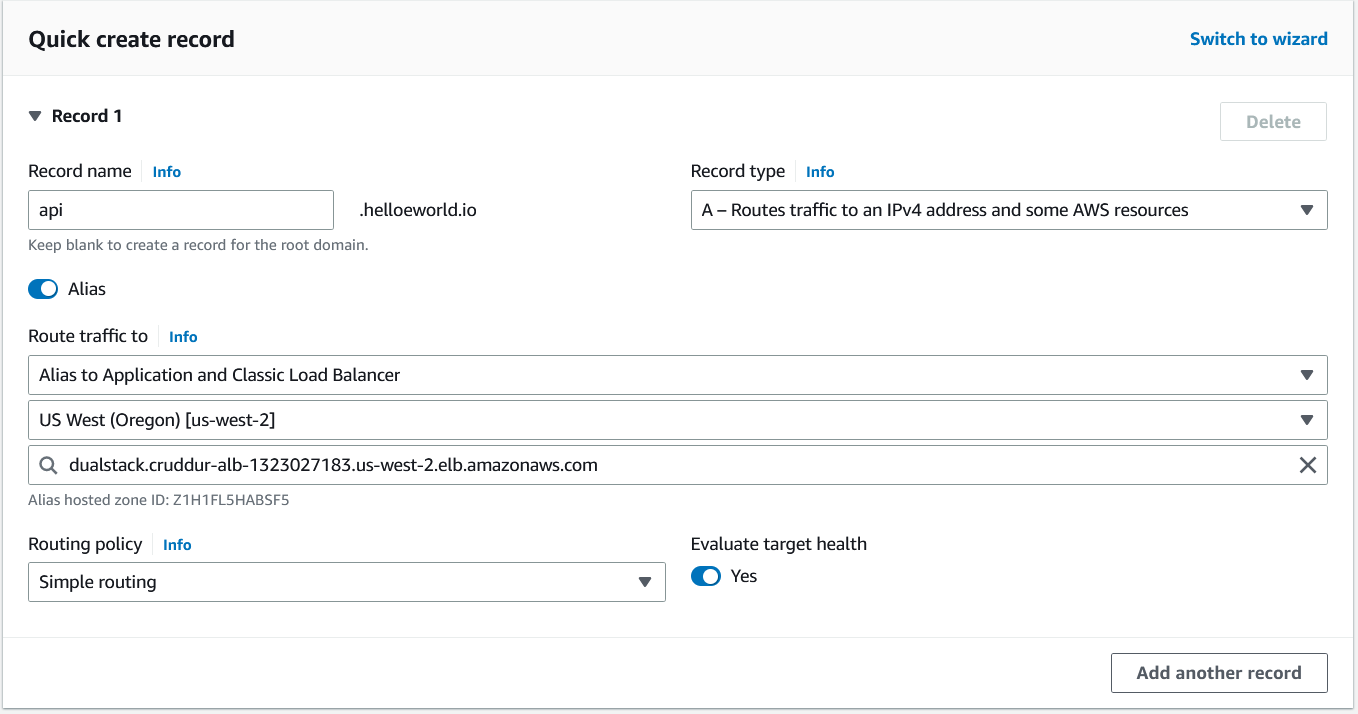 Quick create record
Switch to wizard
Record 1
Delete
Record name Info
Record type Info
api
.helloeworld.io
A – Routes traffic to an IPv4 address and some AWS resources
Keep blank to create a record for the root domain.
Alias
Route traffic to Info
Alias to Application and Classic Load Balancer
US West (Oregon) [us-west-2]
dualstack.cruddur-alb-1323027183.us-west-2.elb.amazonaws.com
Alias hosted zone ID: Z1H1FL5HABSF5
Routing policy Info
Evaluate target health
Simple routing
Yes
Add another record